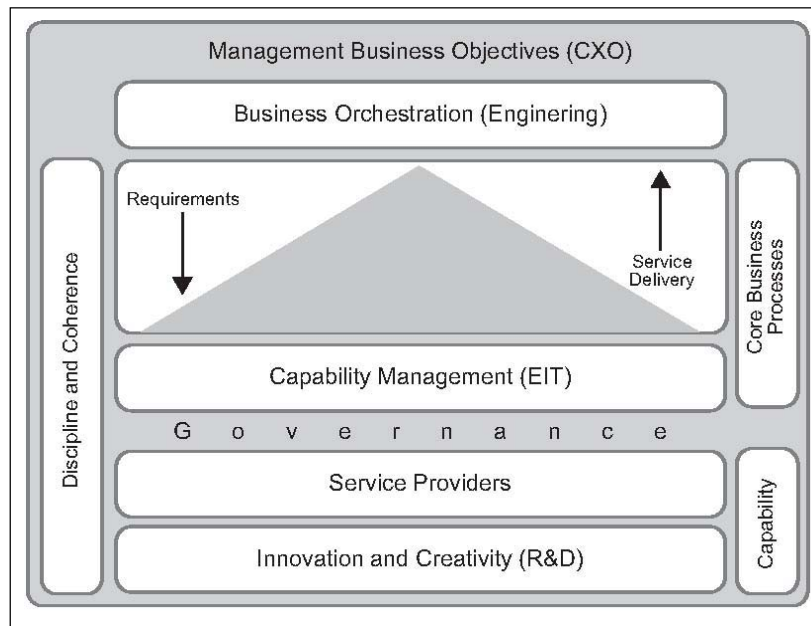 Management Business Objectives (CXO)
Business Orchestration (Enginering)
Requirements
Service
Delivery
Discipline and Coherence
Core Business
Processes
Capability Management (EIT)
G o v e r n a n c e
Service Providers
Capability
Innovation and Creativity (R&D)